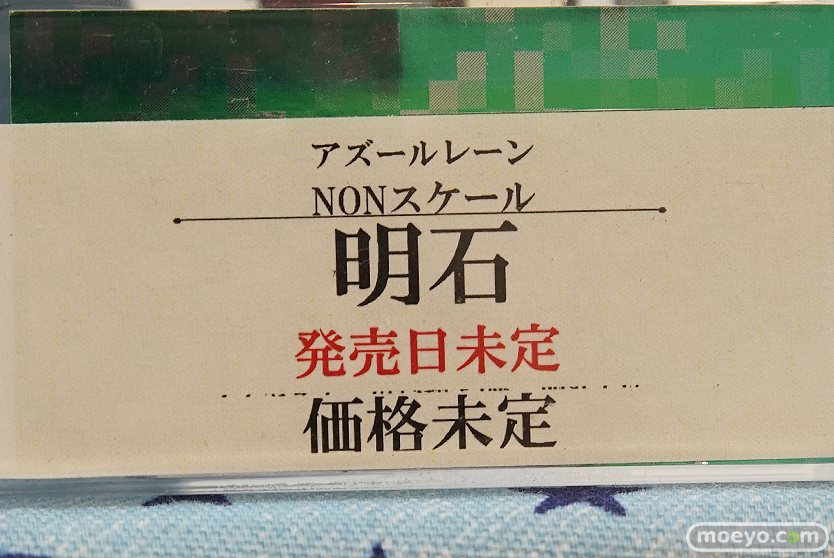 アズールレーン
NONスケール
明石
発売日未定
価格未定
moeyo.com